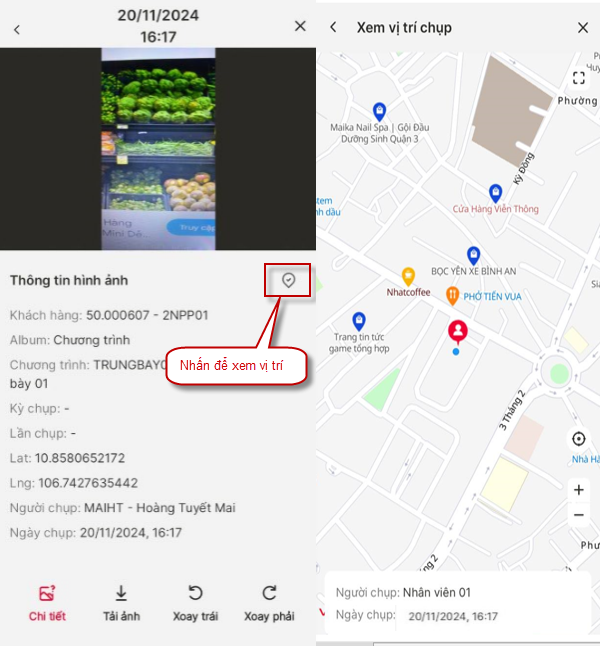 20/11/2024
16:17
Hàng
Mini Dé...
Truy cập
Thông tin hình ảnh
Khách hàng: 50.000607 - 2NPP01
Album: Chương trình
Chương trình: TRUNGBAY0
bày 01
Nhấn để xem vị trí
Kỳ chụp: -
Lần chụp: -
Lat: 10.8580652172
Lng: 106.7427635442
Người chụp: MAIHT - Hoàng Tuyết Mai
Ngày chụp: 20/11/2024, 16:17
Chi tiết
Tải ảnh
Xoay trái
Xoay phải
Xem vị trí chụp
Phường
Maika Nail Spa | Gội Đầu
Dưỡng Sinh Quận 3
Kỳ Đồng
Cửa Hàng Viễn Thông
stem
nh dầu
BỌC YÊN XE BÌNH AN
Nhatcoffee
PHỞ TIẾN VUA
Trang tin tức
game tổng hợp
3 Tháng 2
Nhà Hà
+
−
Phư
áng 2
Người chụp: Nhân viên 01
Ngày chụp: 20/11/2024, 16:17